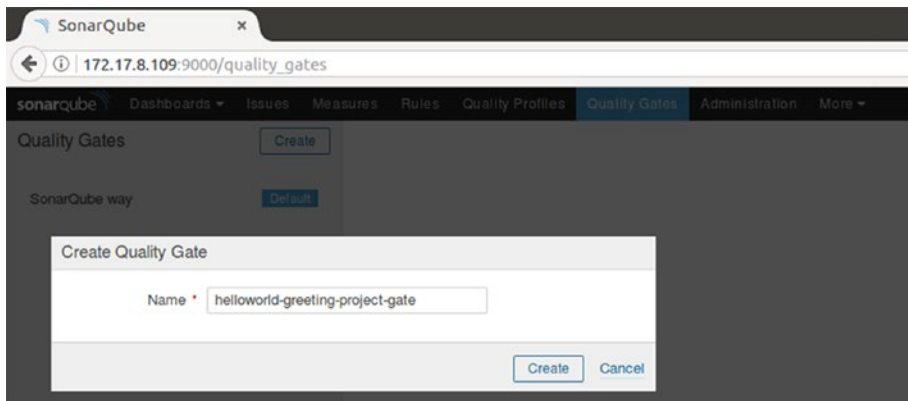 SonarQube ×
172.17.8.109:9000/quality_gates
sonarqube Dashboards Issues Measures Rules Quality Profiles Quality Gates Administration More
Quality Gates Create
SonarQube way Default
Create Quality Gate
Name * helloworld-greeting-project-gate
Create Cancel